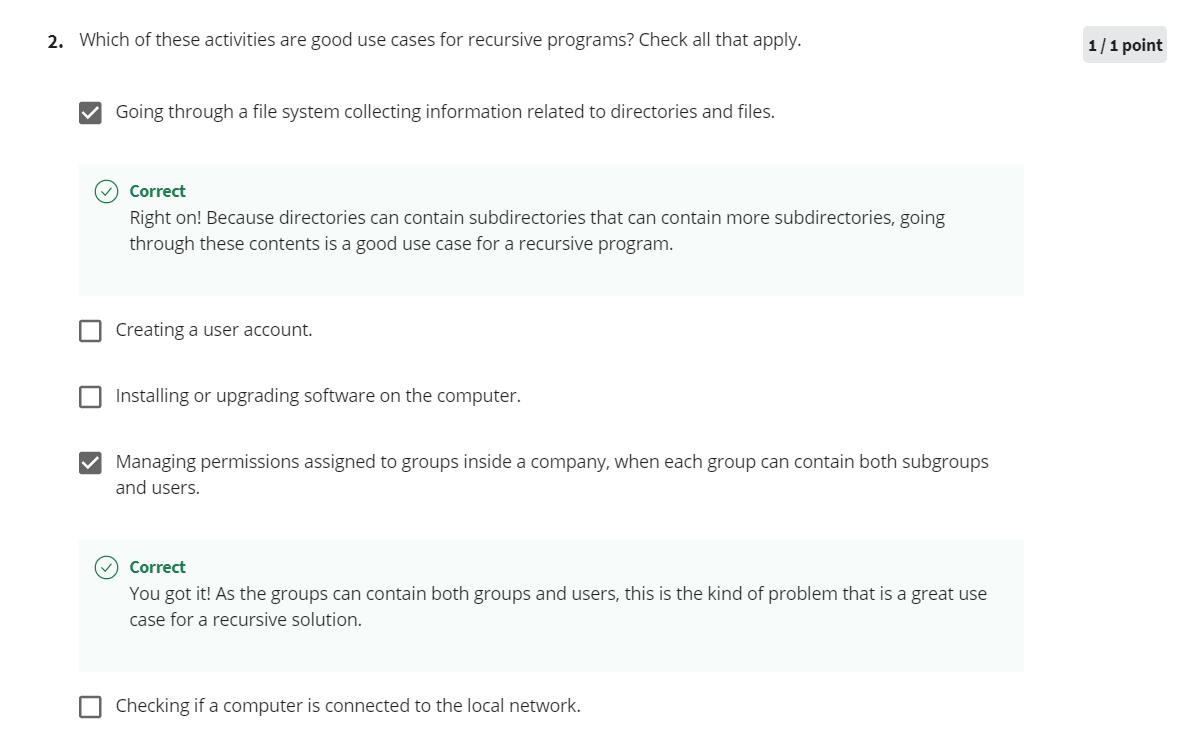 2. Which of these activities are good use cases for recursive programs? Check all that apply.
1 / 1 point
Going through a file system collecting information related to directories and files.
Correct
Right on! Because directories can contain subdirectories that can contain more subdirectories, going
through these contents is a good use case for a recursive program.
Creating a user account.
Installing or upgrading software on the computer.
Managing permissions assigned to groups inside a company, when each group can contain both subgroups
and users.
Correct
You got it! As the groups can contain both groups and users, this is the kind of problem that is a great use
case for a recursive solution.
Checking if a computer is connected to the local network.